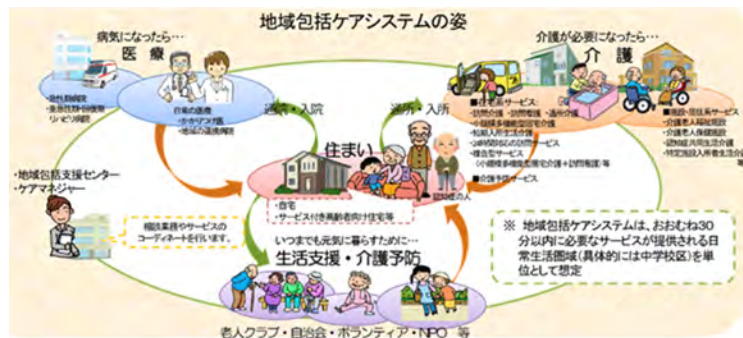 地域包括ケアシステムの姿
病気になったら…
医 療
介護が必要になったら…
介 護
・急性期病院
・亜急性期・回復期
リハビリ病院
日常の医療:
・かかりつけ医
・地域の連携病院
通院・入院
通所・入所
■在宅系サービス:
・訪問介護 ・訪問看護 ・通所介護
・小規模多機能型居宅介護
・短期入所生活介護
・24時間対応の訪問サービス
・複合型サービス
(小規模多機能型居宅介護+訪問看護) 等
■介護予防サービス
■施設・居住系サービス
・介護老人福祉施設
・介護老人保健施設
・認知症共同生活介護
・特定施設入所者生活介護
等
住まい
認知症の人
・地域包括支援センター
・ケアマネジャー
相談業務やサービスの
コーディネートを行います。
・自宅
・サービス付き高齢者向け住宅等
いつまでも元気に暮らすために…
生活支援・介護予防
老人クラブ・自治会・ボランティア・NPO 等
※ 地域包括ケアシステムは、おおむね30
分以内に必要なサービスが提供される日
常生活圏域(具体的には中学校区)を単
位として想定